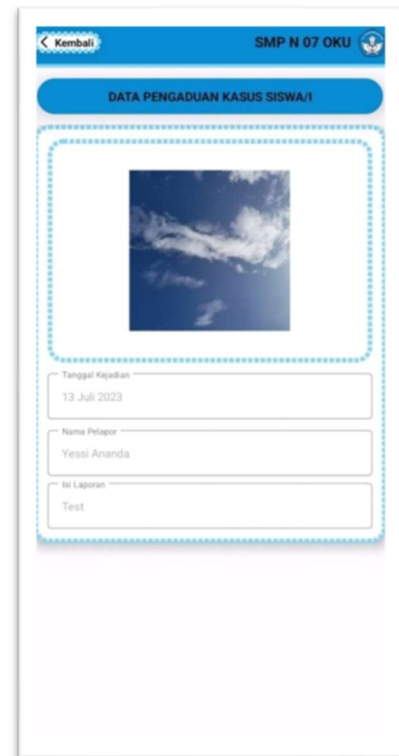 Kembali
SMP N 07 OKU
DATA PENGADUAN KASUS SISWA/I
Tanggal Kejadian
13 Juli 2023
Nama Pelapor
Yessi Ananda
Isi Laporan
Test